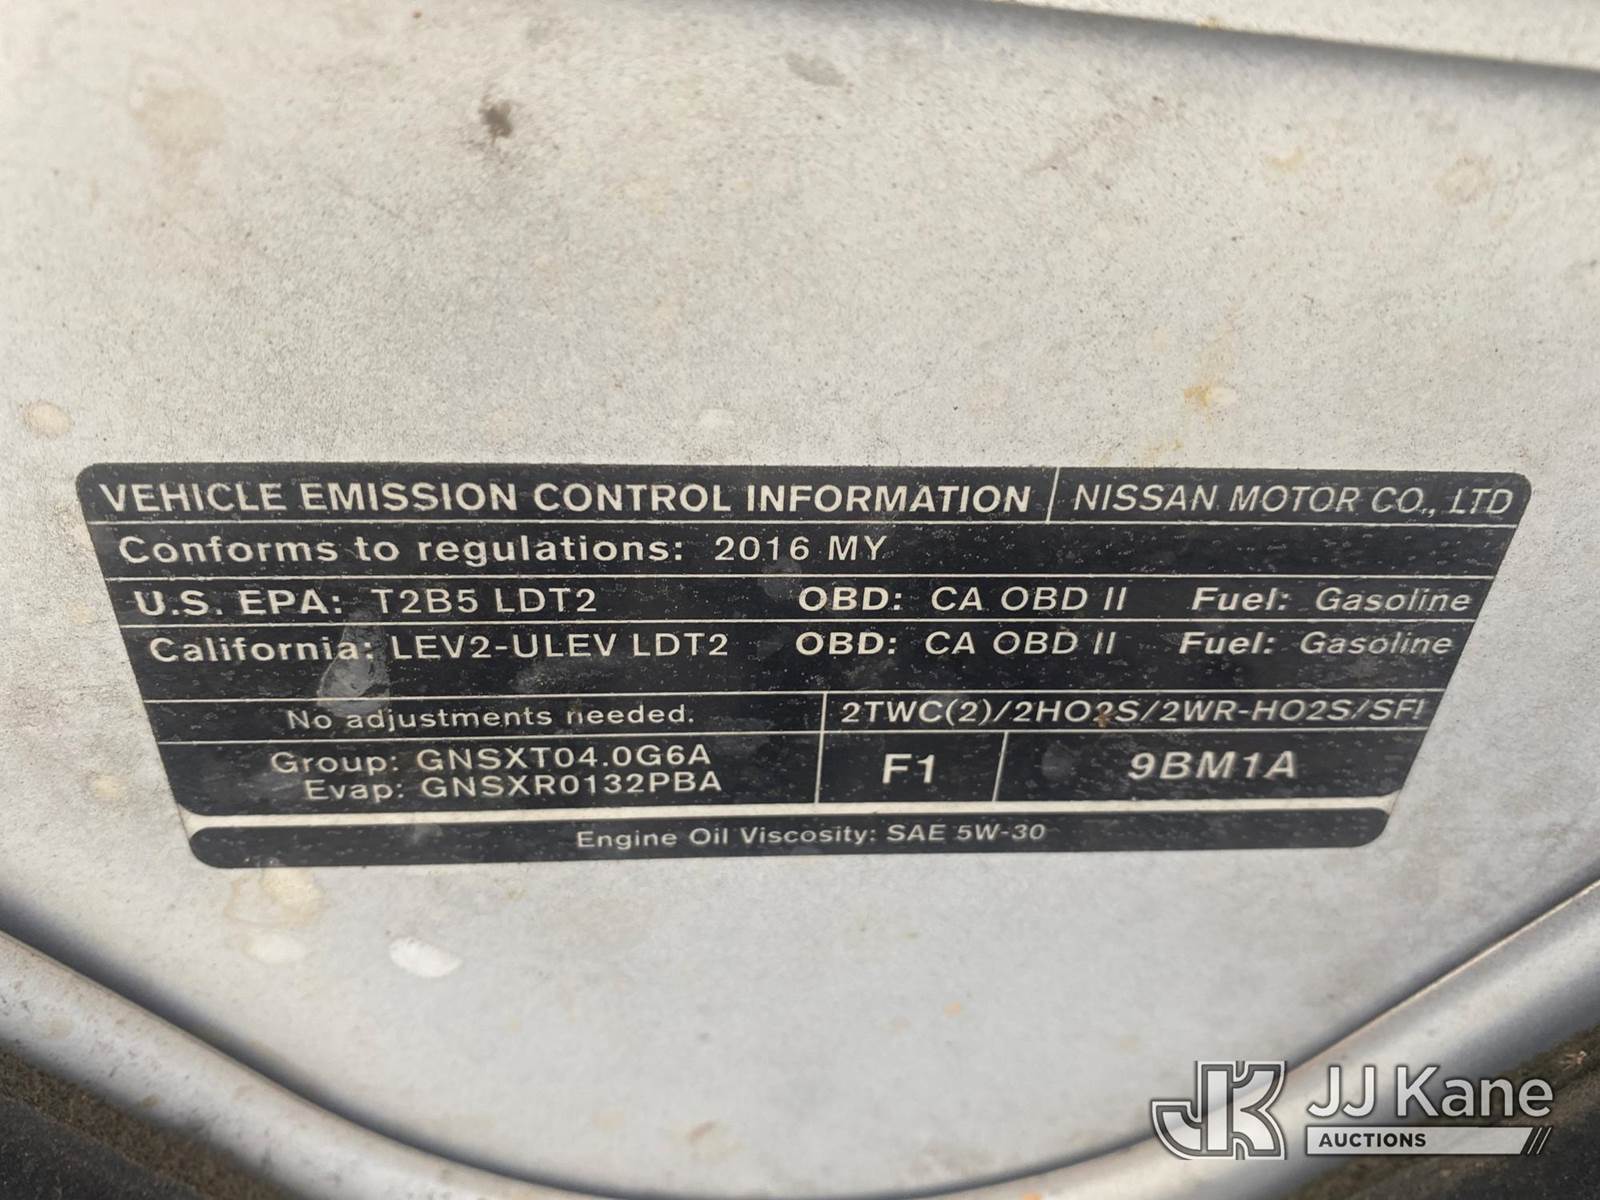 VEHICLE EMISSION CONTROL INFORMATION NISSAN MOTOR CO., LTD
Conforms to regulations: 2016 MY
U.S. EPA: T2B5 LDT2 OBD: CA OBD II Fuel: Gasoline
California: LEV2-ULEV LDT2 OBD: CA OBD II Fuel: Gasoline
No adjustments needed. 2TWC(2)/2HO2S/2WR-HO2S/SFI
Group: GNSXT04.0G6A F1 9BM1A
Evap: GNSXR0132PBA
Engine Oil Viscosity: SAE 5W-30
JK JJ Kane
AUCTIONS